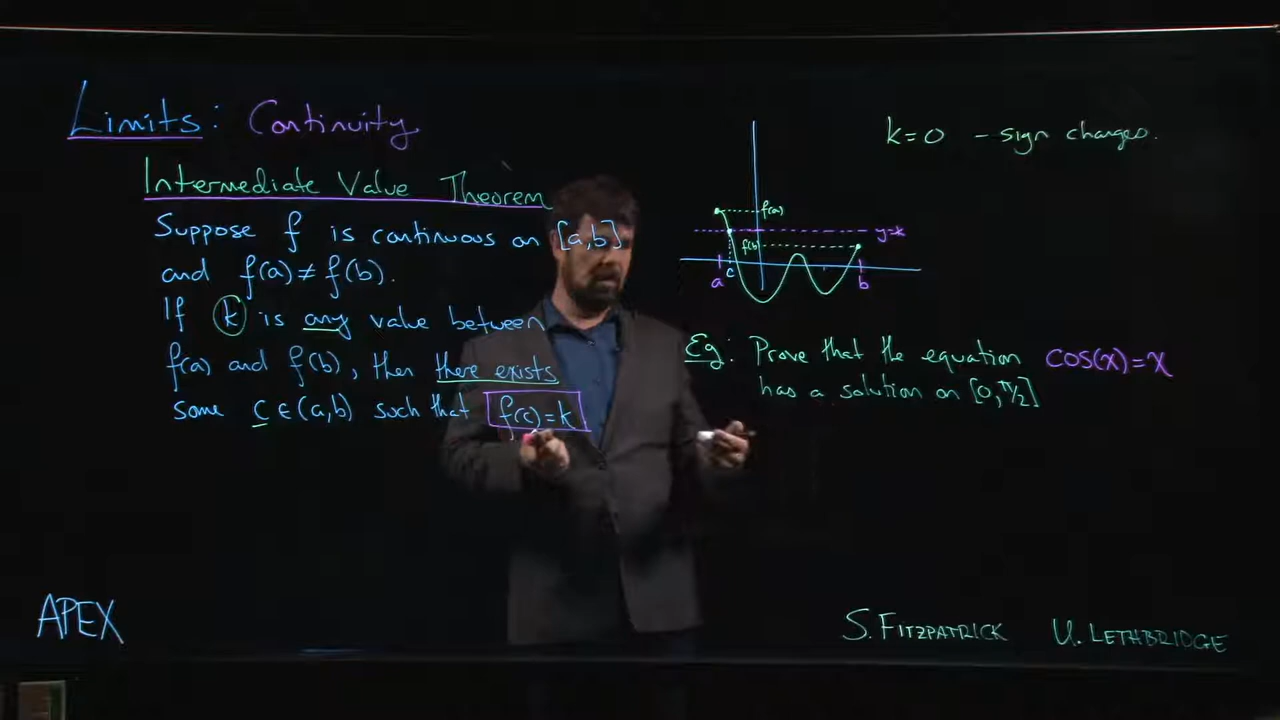 Limits: Continuity
Intermediate Value Theorem
Suppose f is continuous on [a,b]
and f(a)≠f(b).
If k is any value between
f(a) and f(b), then there exists
some c∈(a,b) such that f(c)=k
k=0 - sign changes.
f(a)
y=k
f(b)
a
c
b
Eg: Prove that the equation cos(x)=x
has a solution on [0,π/2]
APEX
S. FITZPATRICK U. LETHBRIDGE